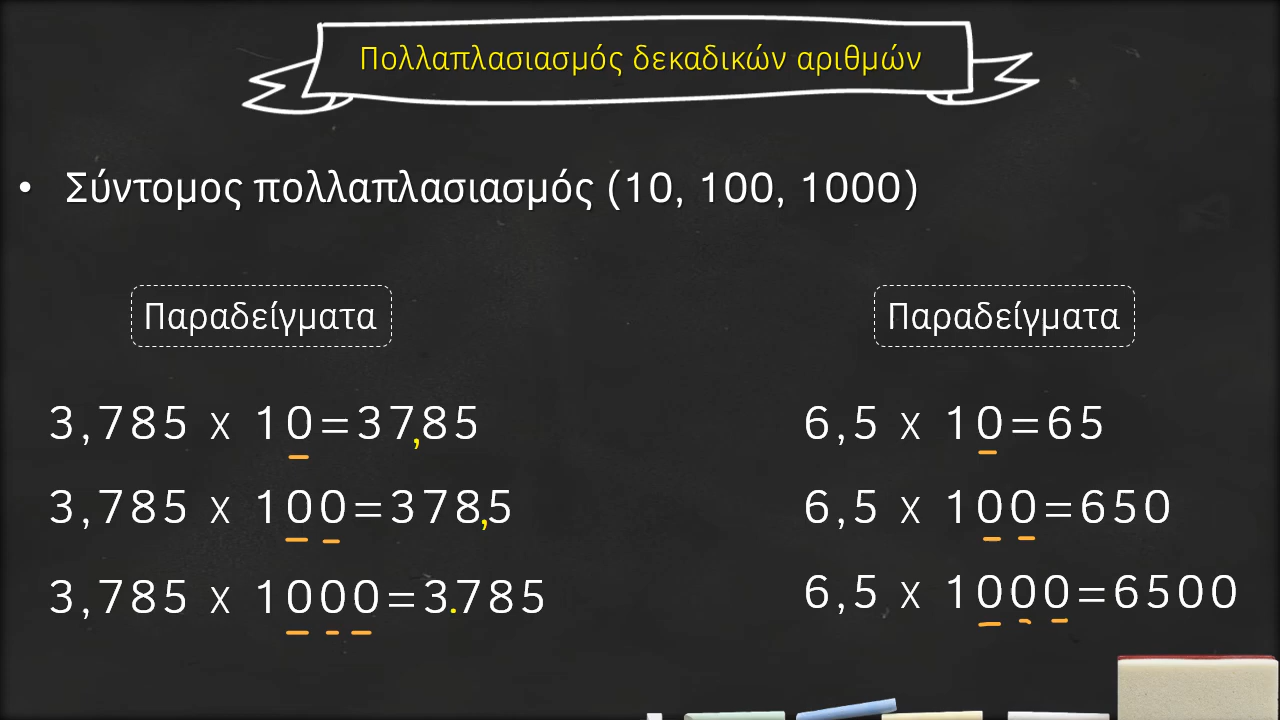 Πολλαπλασιασμός δεκαδικών αριθμών
• Σύντομος πολλαπλασιασμός (10, 100, 1000)
Παραδείγματα
3,785 x 10=37,85
3,785 x 100=378,5
3,785 x 1000=3.785
Παραδείγματα
6,5 x 10=65
6,5 x 100=650
6,5 x 1000=6500